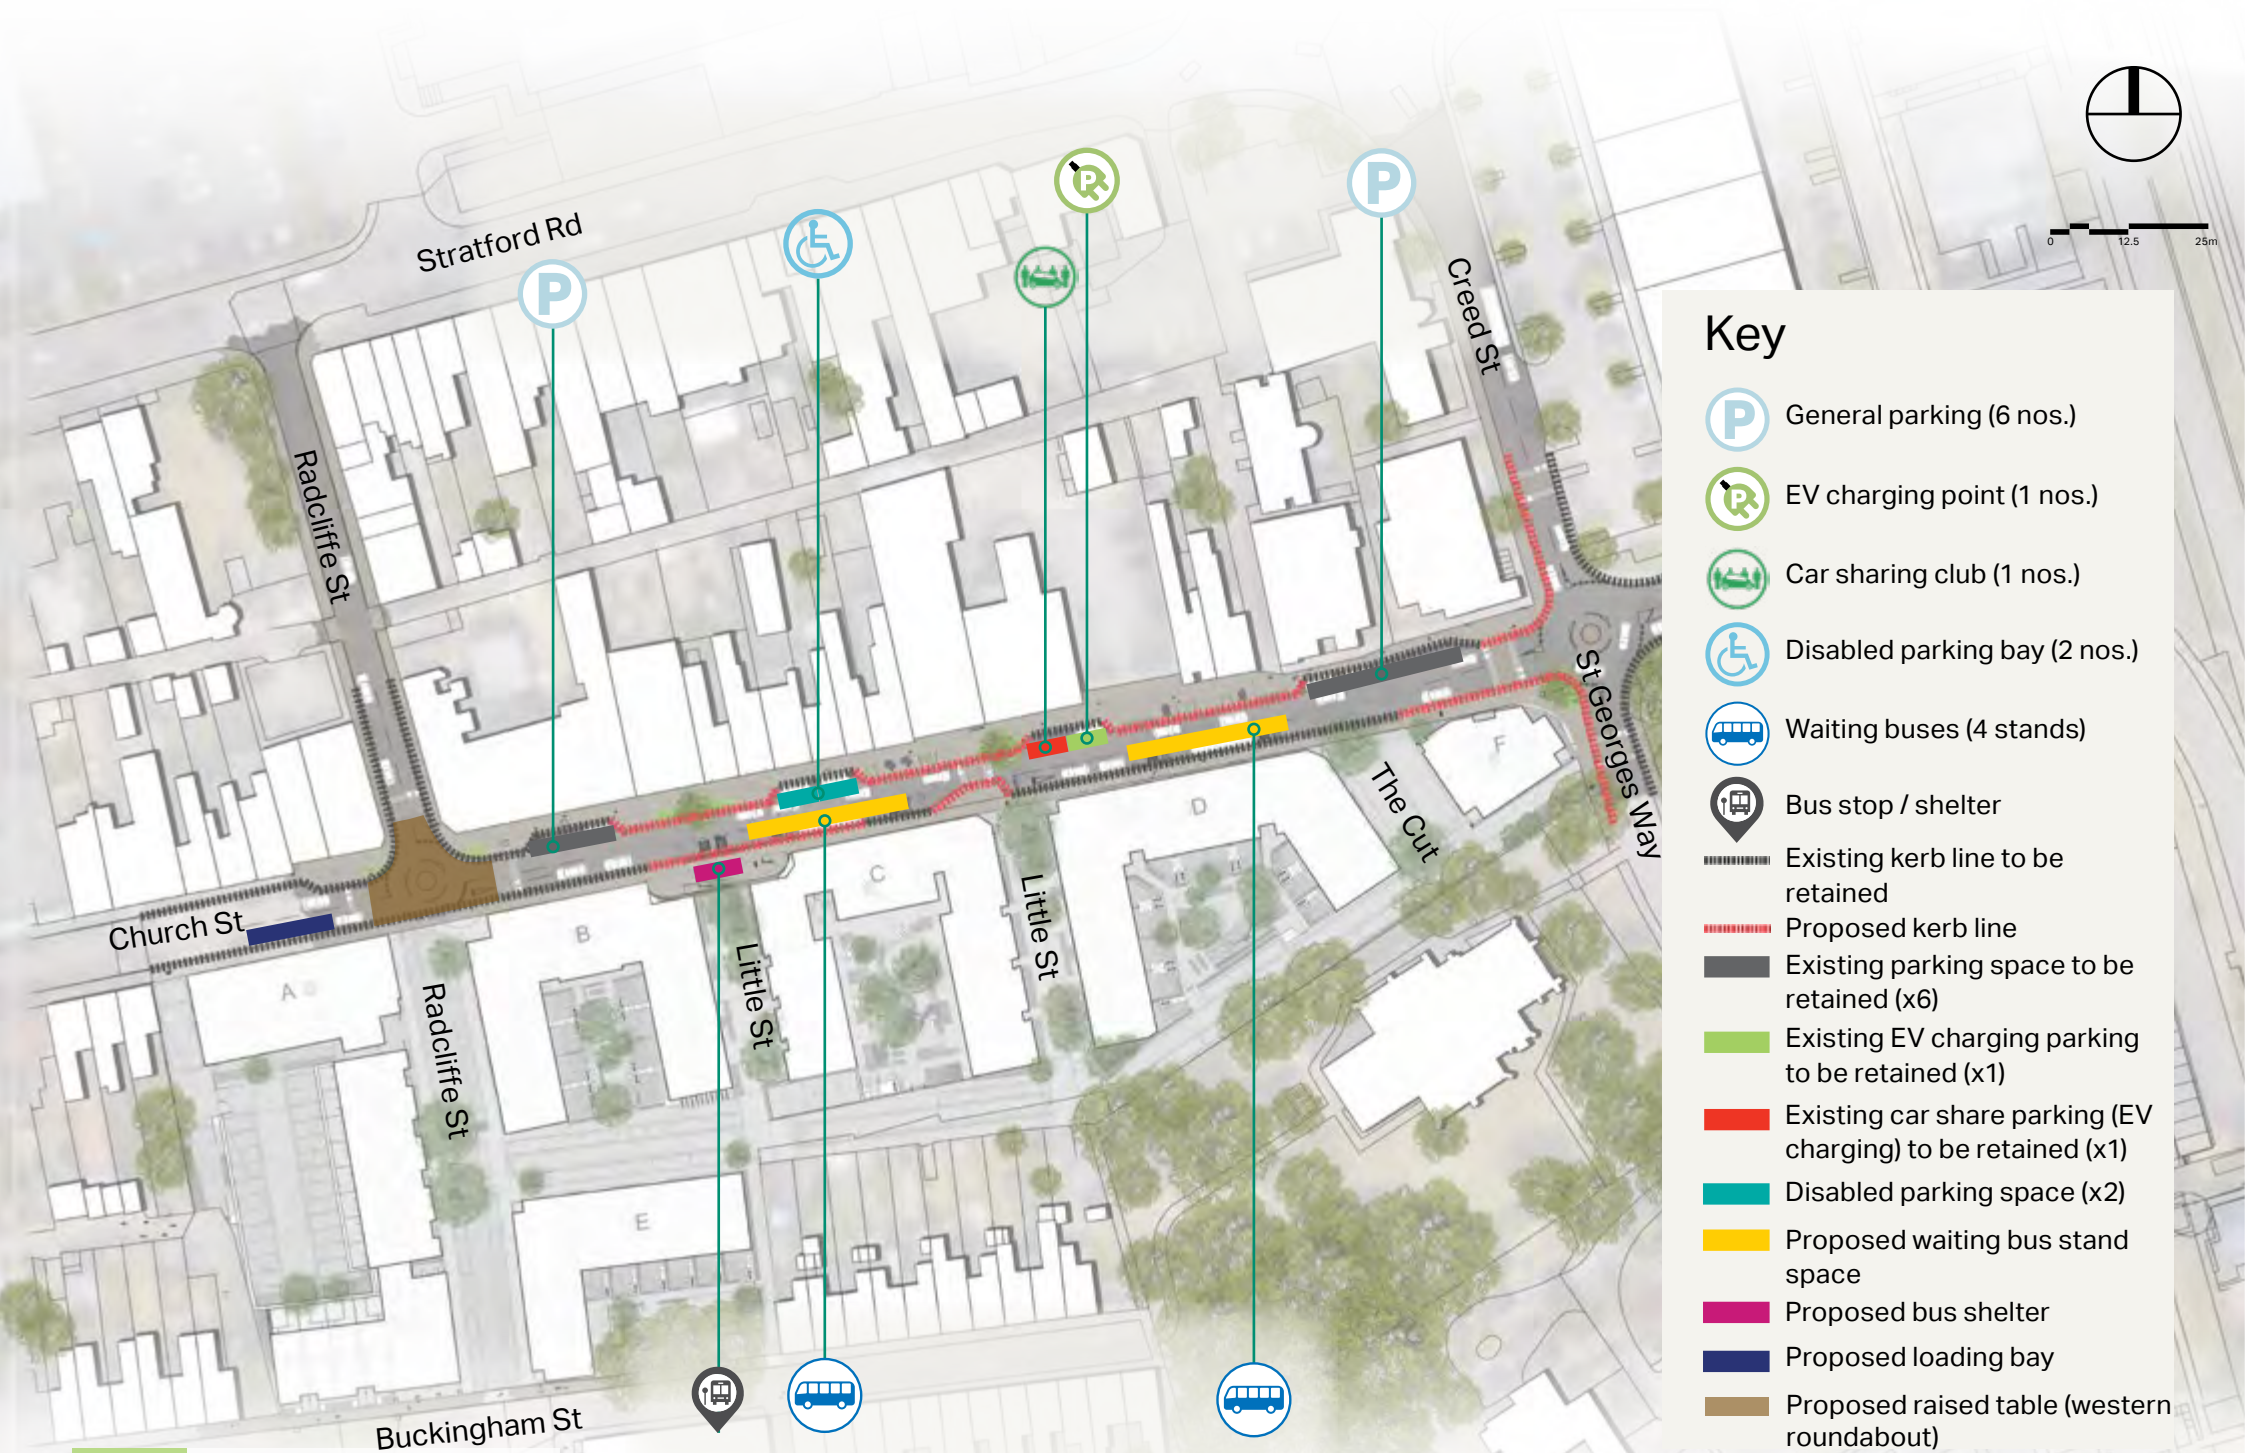 Stratford Rd
P
P
P
Creed St
0
12.5
25m
Radcliffe St
St Georges Way
The Cut
F
D
C
B
A
E
Church St
Little St
Little St
Radcliffe St
Buckingham St
Key
P
General parking (6 nos.)
P
EV charging point (1 nos.)
Car sharing club (1 nos.)
Disabled parking bay (2 nos.)
Waiting buses (4 stands)
Bus stop / shelter
Existing kerb line to be
retained
Proposed kerb line
Existing parking space to be
retained (x6)
Existing EV charging parking
to be retained (x1)
Existing car share parking (EV
charging) to be retained (x1)
Disabled parking space (x2)
Proposed waiting bus stand
space
Proposed bus shelter
Proposed loading bay
Proposed raised table (western
roundabout)